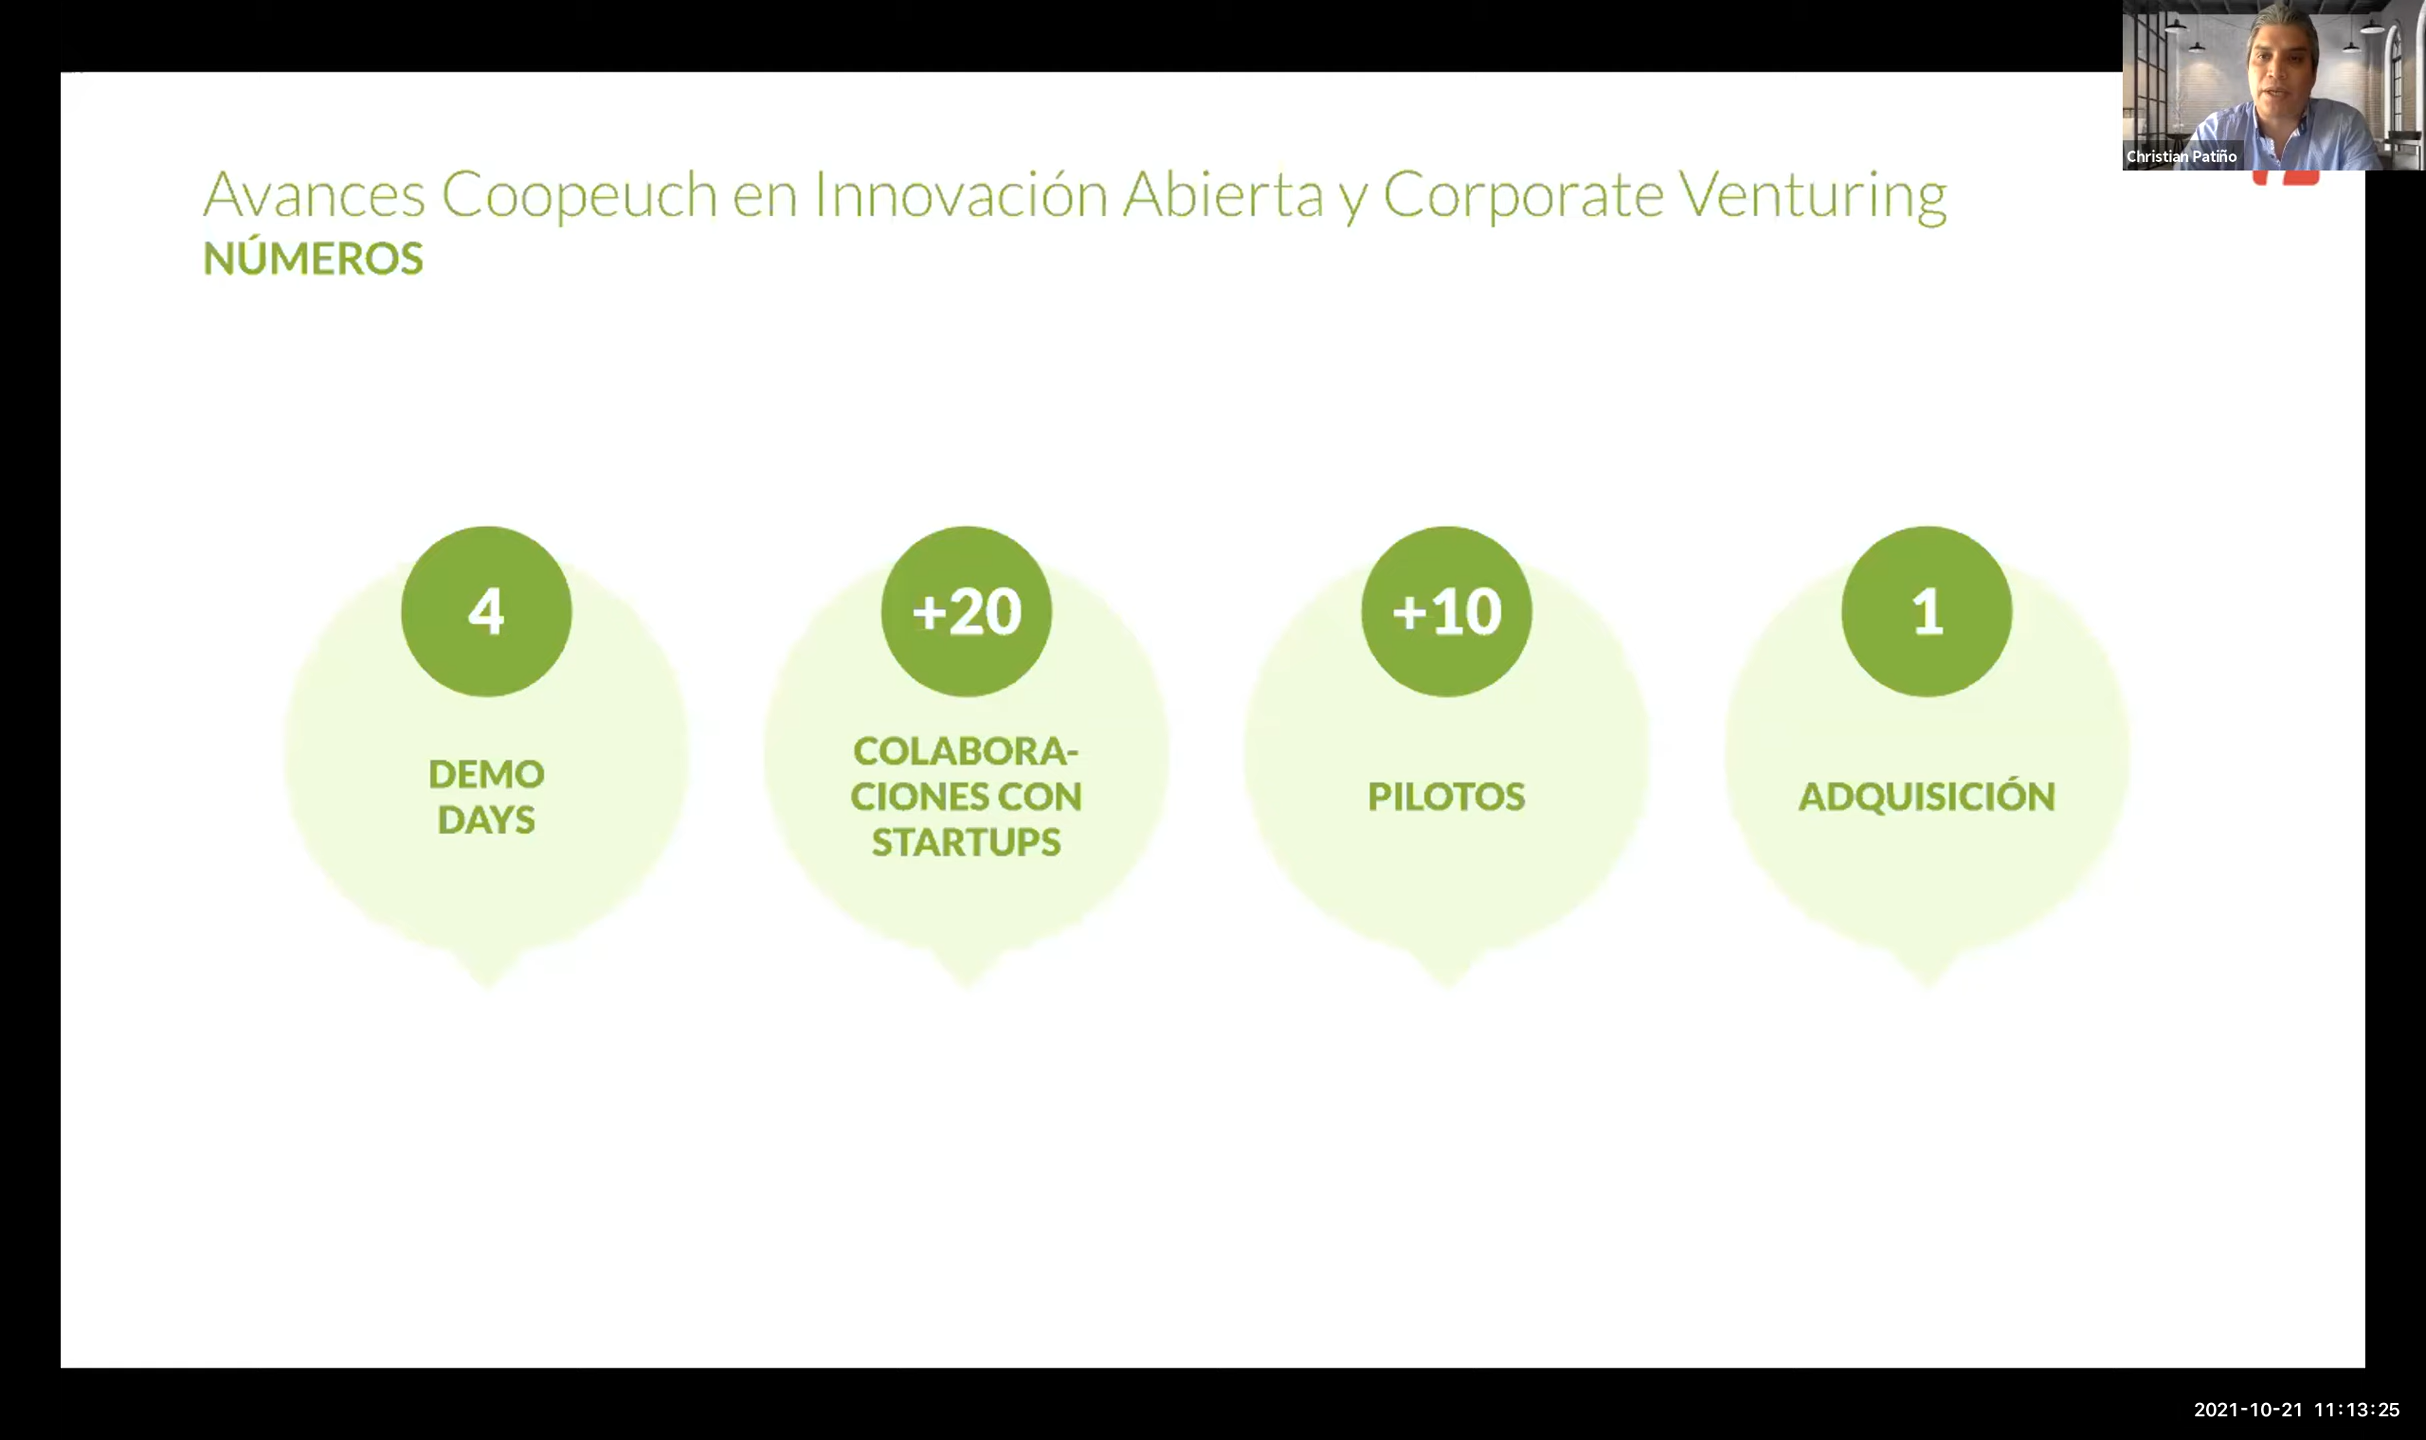 Christian Patiño
Avances Coopeuch en Innovación Abierta y Corporate Venturing
NÚMEROS
4
DEMO
DAYS
+20
COLABORA-
CIONES CON
STARTUPS
+10
PILOTOS
1
ADQUISICIÓN
2021-10-21 11:13:25